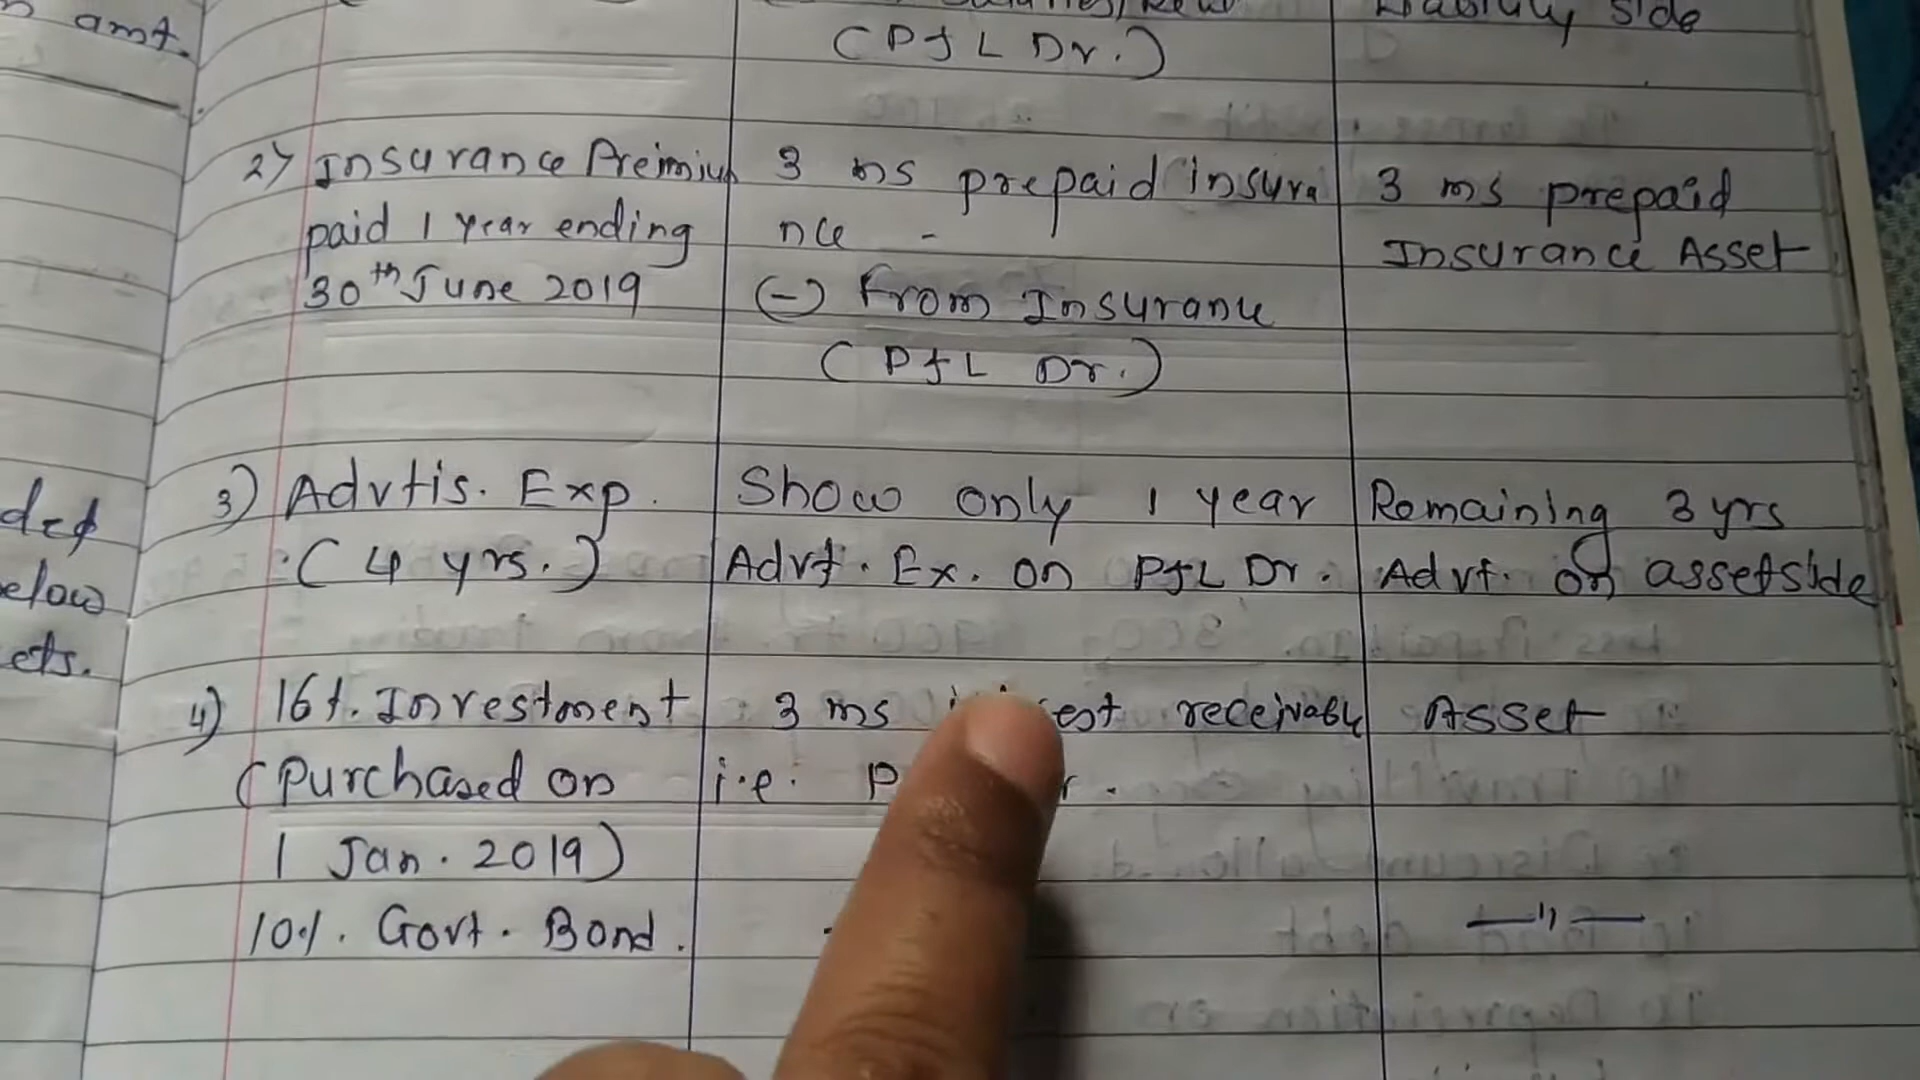 amt.
Liability side
(P&L Dr.)
2) Insurance Preimium
paid 1 year ending
30th June 2019
3 ms prepaid insura
nce -
(-) From Insurance
(P&L Dr.)
3 ms prepaid
Insurance Asset
3) Advtis. Exp.
(4 yrs.)
Show only 1 year
Advt. Ex. on P&L Dr.
Remaining 3 yrs
Advt. on assetside
4) 16%. Investment
(Purchased on
1 Jan. 2019)
10%. Govt. Bond.
3 ms receivable
i.e.
Asset
—"—
elow
ets.